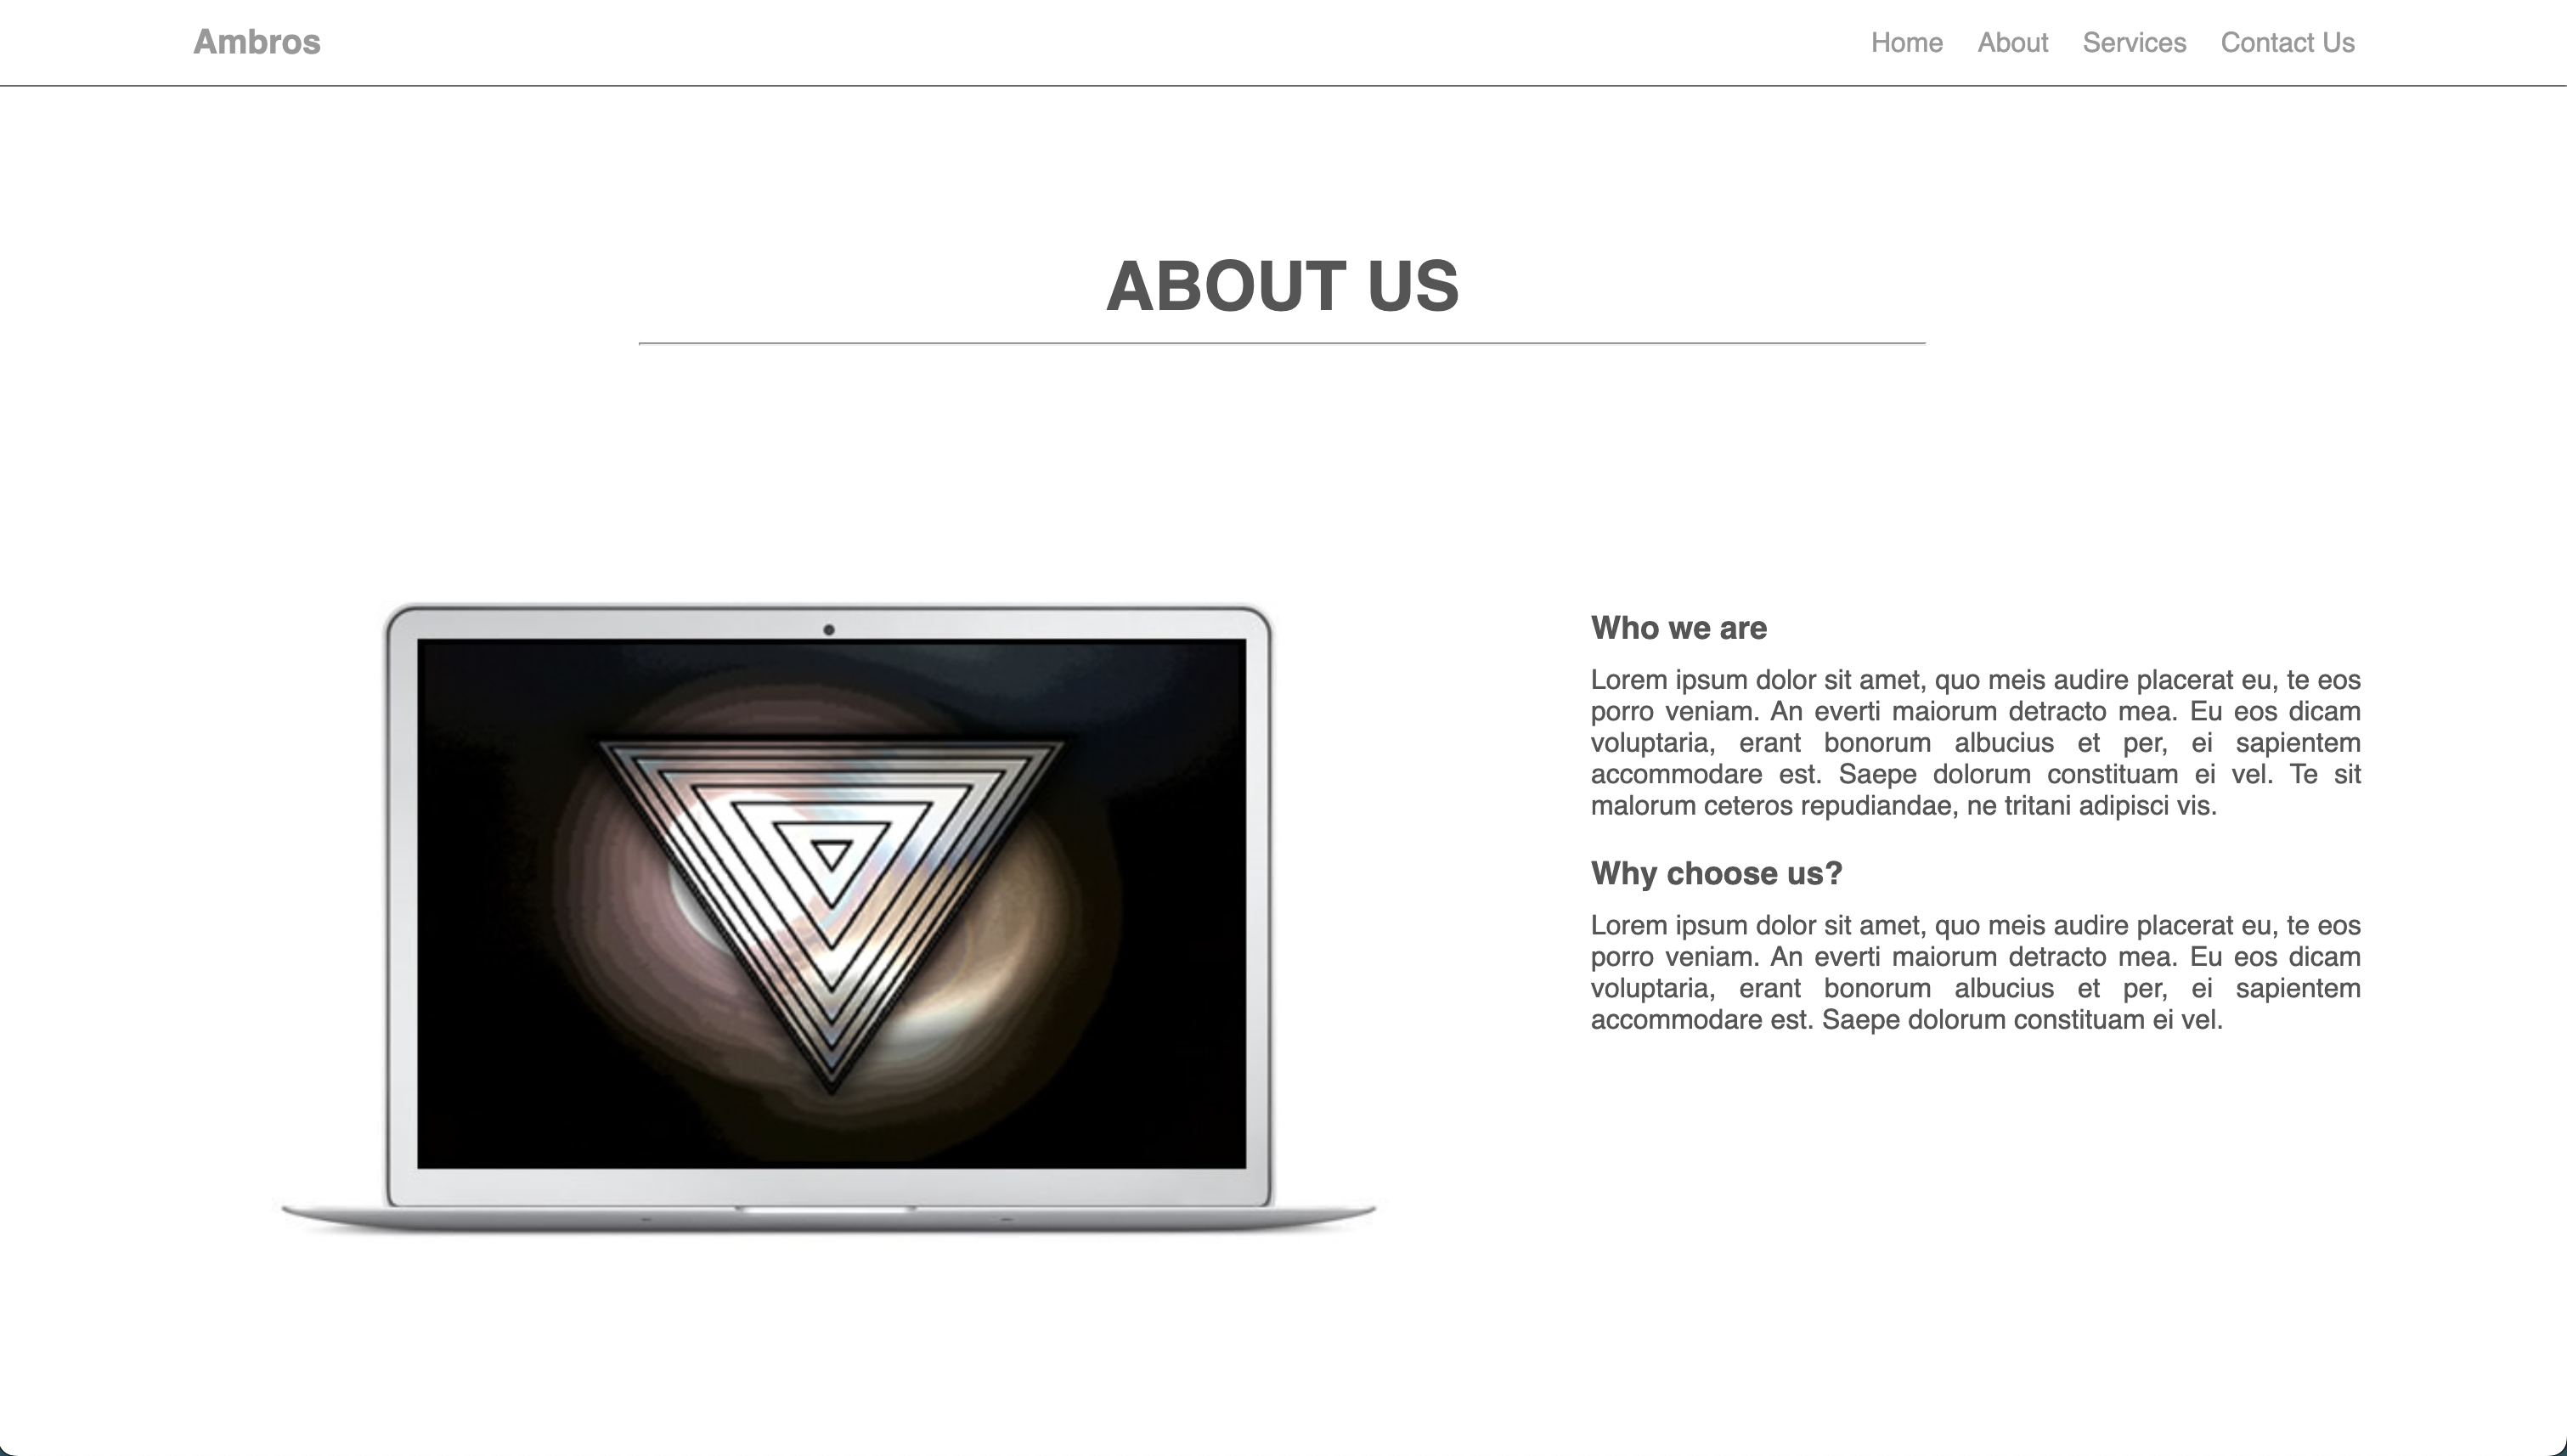 Ambros
Home About Services Contact Us
ABOUT US
Who we are
Lorem ipsum dolor sit amet, quo meis audire placerat eu, te eos
porro veniam. An everti maiorum detracto mea. Eu eos dicam
voluptaria, erant bonorum albucius et per, ei sapientem
accommodare est. Saepe dolorum constituam ei vel. Te sit
malorum ceteros repudiandae, ne tritani adipisci vis.
Why choose us?
Lorem ipsum dolor sit amet, quo meis audire placerat eu, te eos
porro veniam. An everti maiorum detracto mea. Eu eos dicam
voluptaria, erant bonorum albucius et per, ei sapientem
accommodare est. Saepe dolorum constituam ei vel.